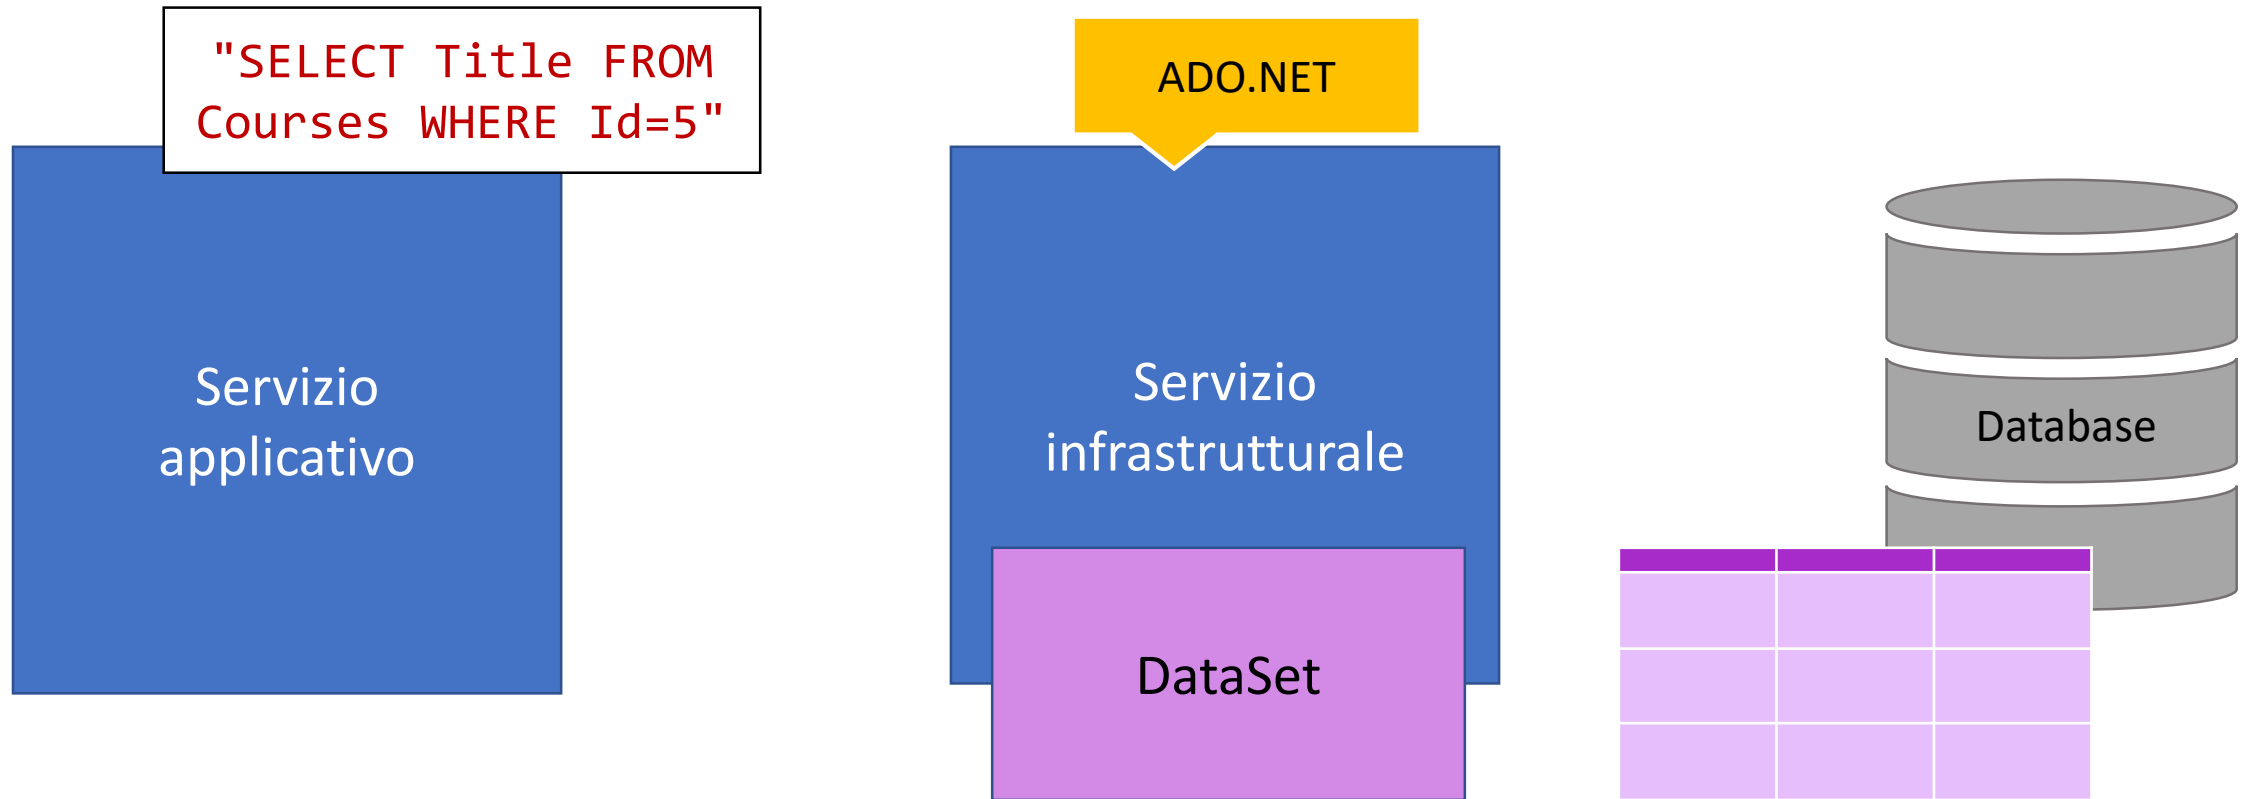 "SELECT Title FROM
Courses WHERE Id=5"
ADO.NET
Servizio
applicativo
Servizio
infrastrutturale
Database
DataSet